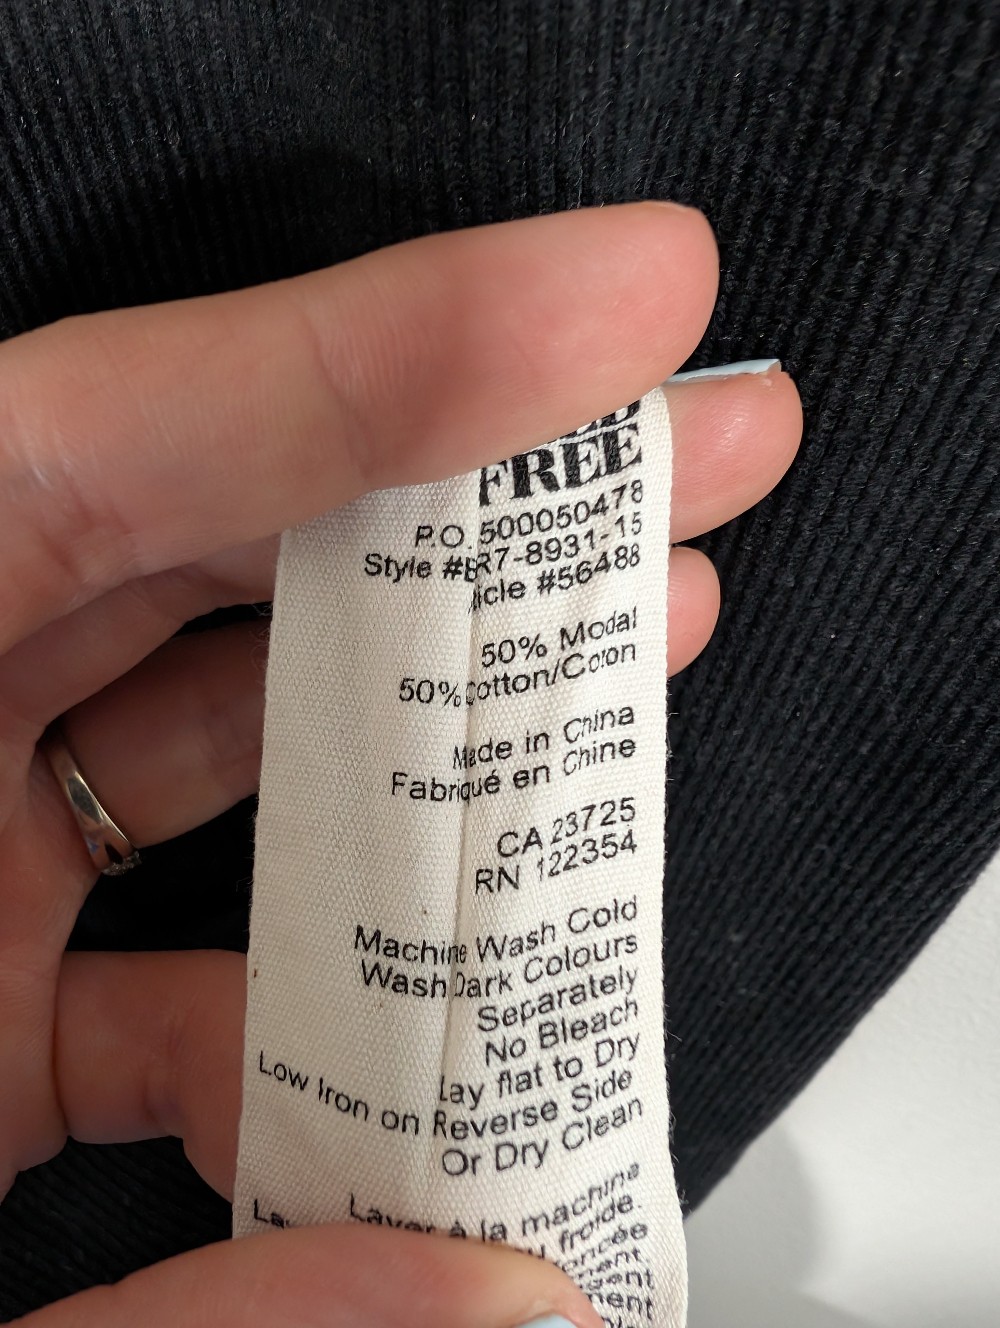 FREE
P.O. 500050478
Style #BR7-8931-15
#56488
50% Modal
50% Cotton/Coton
Made in China
Fabriqué en Chine
CA 23725
RN 122354
Machine Wash Cold
Wash Dark Colours
Separately
No Bleach
Lay flat to Dry
Low Iron on Reverse Side
Or Dry Clean
Laver à la machine
froide.